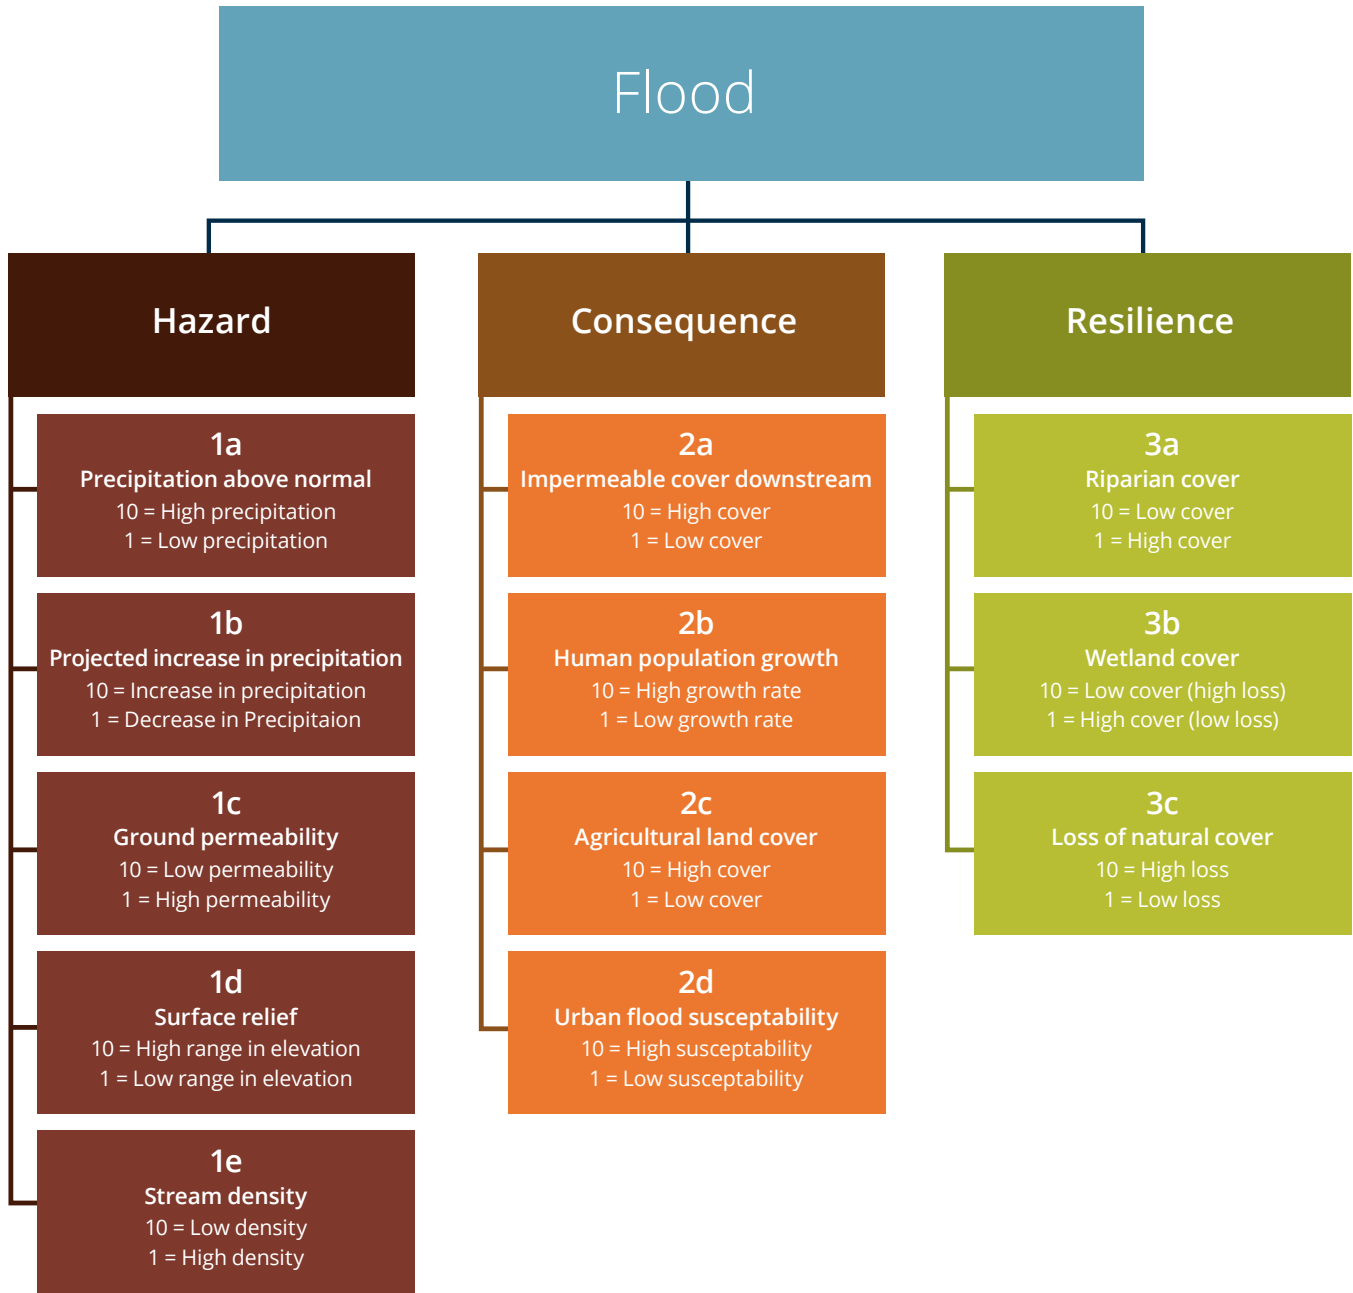 Flood
Hazard
1a
Precipitation above normal
10 = High precipitation
1 = Low precipitation
1b
Projected increase in precipitation
10 = Increase in precipitation
1 = Decrease in Precipitaion
1c
Ground permeability
10 = Low permeability
1 = High permeability
1d
Surface relief
10 = High range in elevation
1 = Low range in elevation
1e
Stream density
10 = Low density
1 = High density
Consequence
2a
Impermeable cover downstream
10 = High cover
1 = Low cover
2b
Human population growth
10 = High growth rate
1 = Low growth rate
2c
Agricultural land cover
10 = High cover
1 = Low cover
2d
Urban flood susceptability
10 = High susceptability
1 = Low susceptability
Resilience
3a
Riparian cover
10 = Low cover
1 = High cover
3b
Wetland cover
10 = Low cover (high loss)
1 = High cover (low loss)
3c
Loss of natural cover
10 = High loss
1 = Low loss